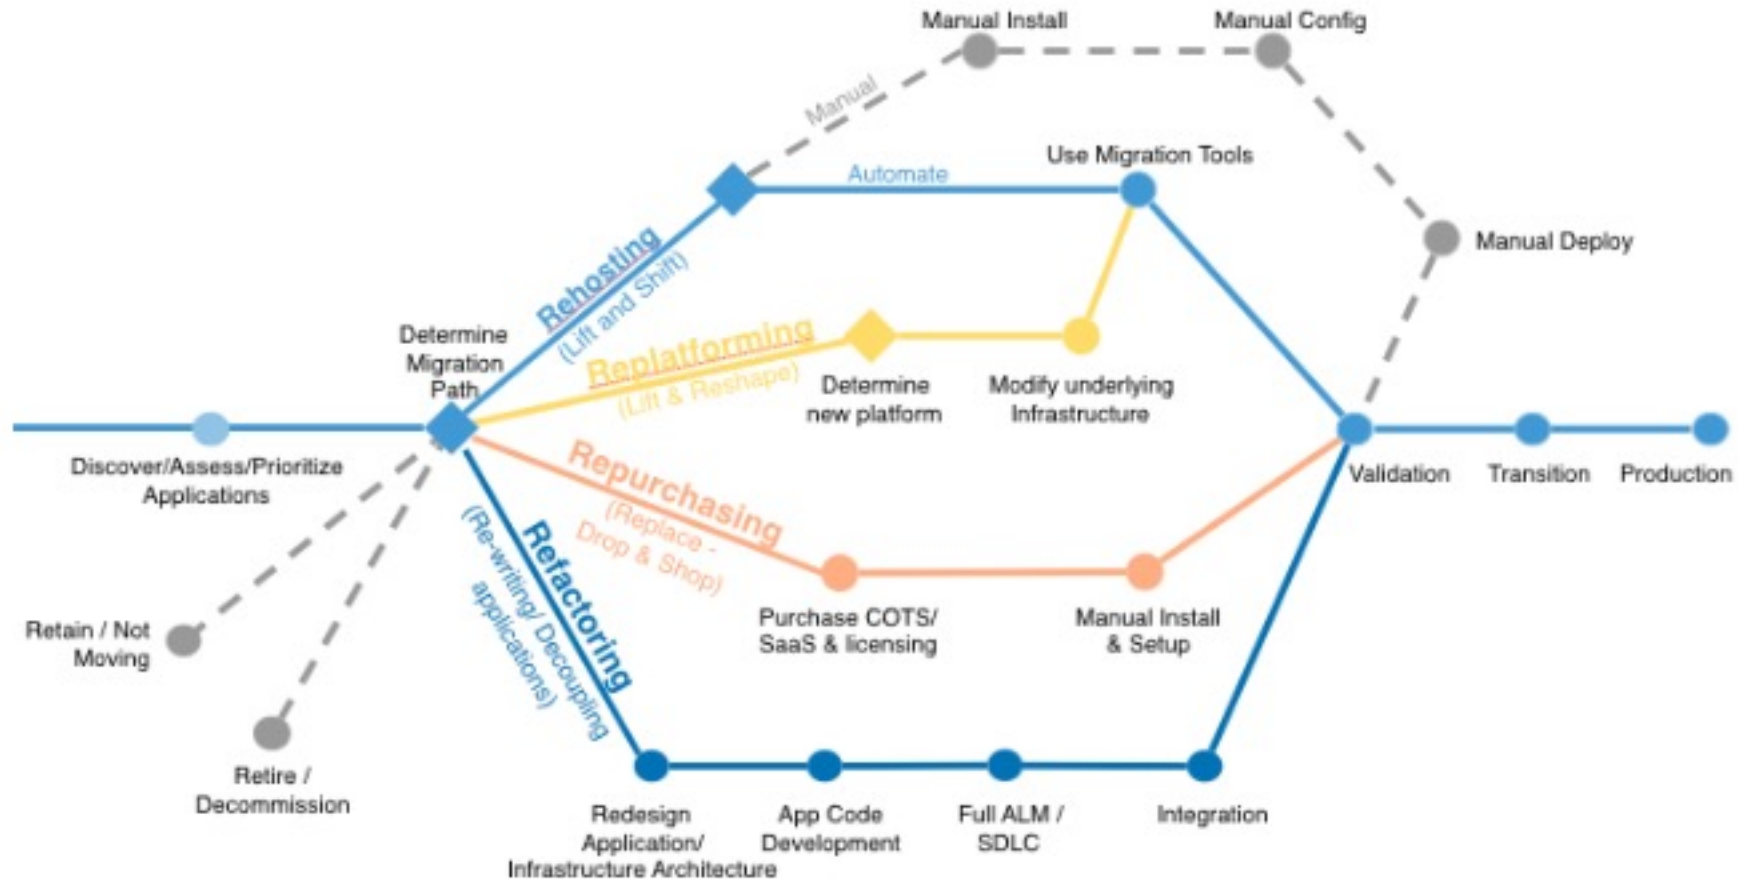 Manual Install
Manual Config
Manual
Use Migration Tools
Automate
Manual Deploy
Rehosting
(Lift and Shift)
Determine
Migration
Path
Replatforming
(Lift & Reshape)
Determine
new platform
Modify underlying
Infrastructure
Discover/Assess/Prioritize
Applications
Repurchasing
(Replace -
Drop & Shop)
Validation
Transition
Production
Refactoring
(Re-writing/ Decoupling
applications)
Purchase COTS/
SaaS & licensing
Manual Install
& Setup
Retain / Not
Moving
Retire /
Decommission
Redesign
Application/
Infrastructure Architecture
App Code
Development
Full ALM /
SDLC
Integration